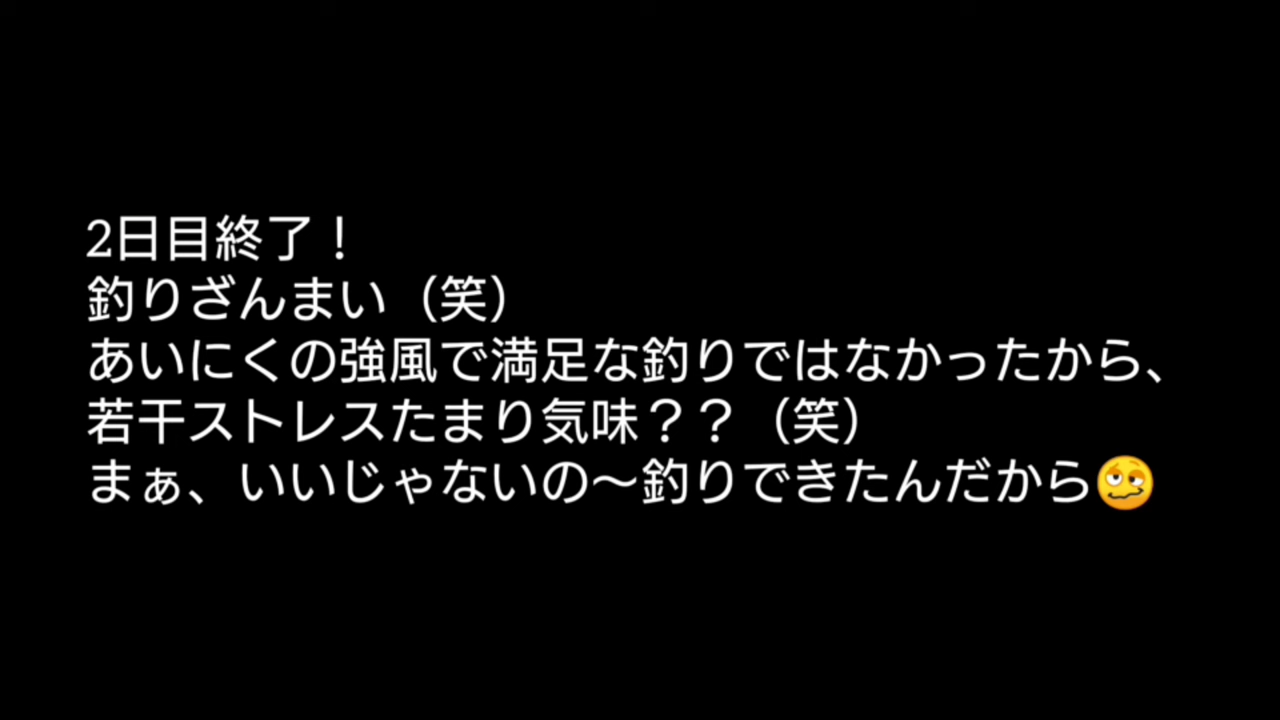 2日目終了！
釣りざんまい（笑）
あいにくの強風で満足な釣りではなかったから、
若干ストレスたまり気味？？（笑）
まぁ、いいじゃないの〜釣りできたんだから🥴